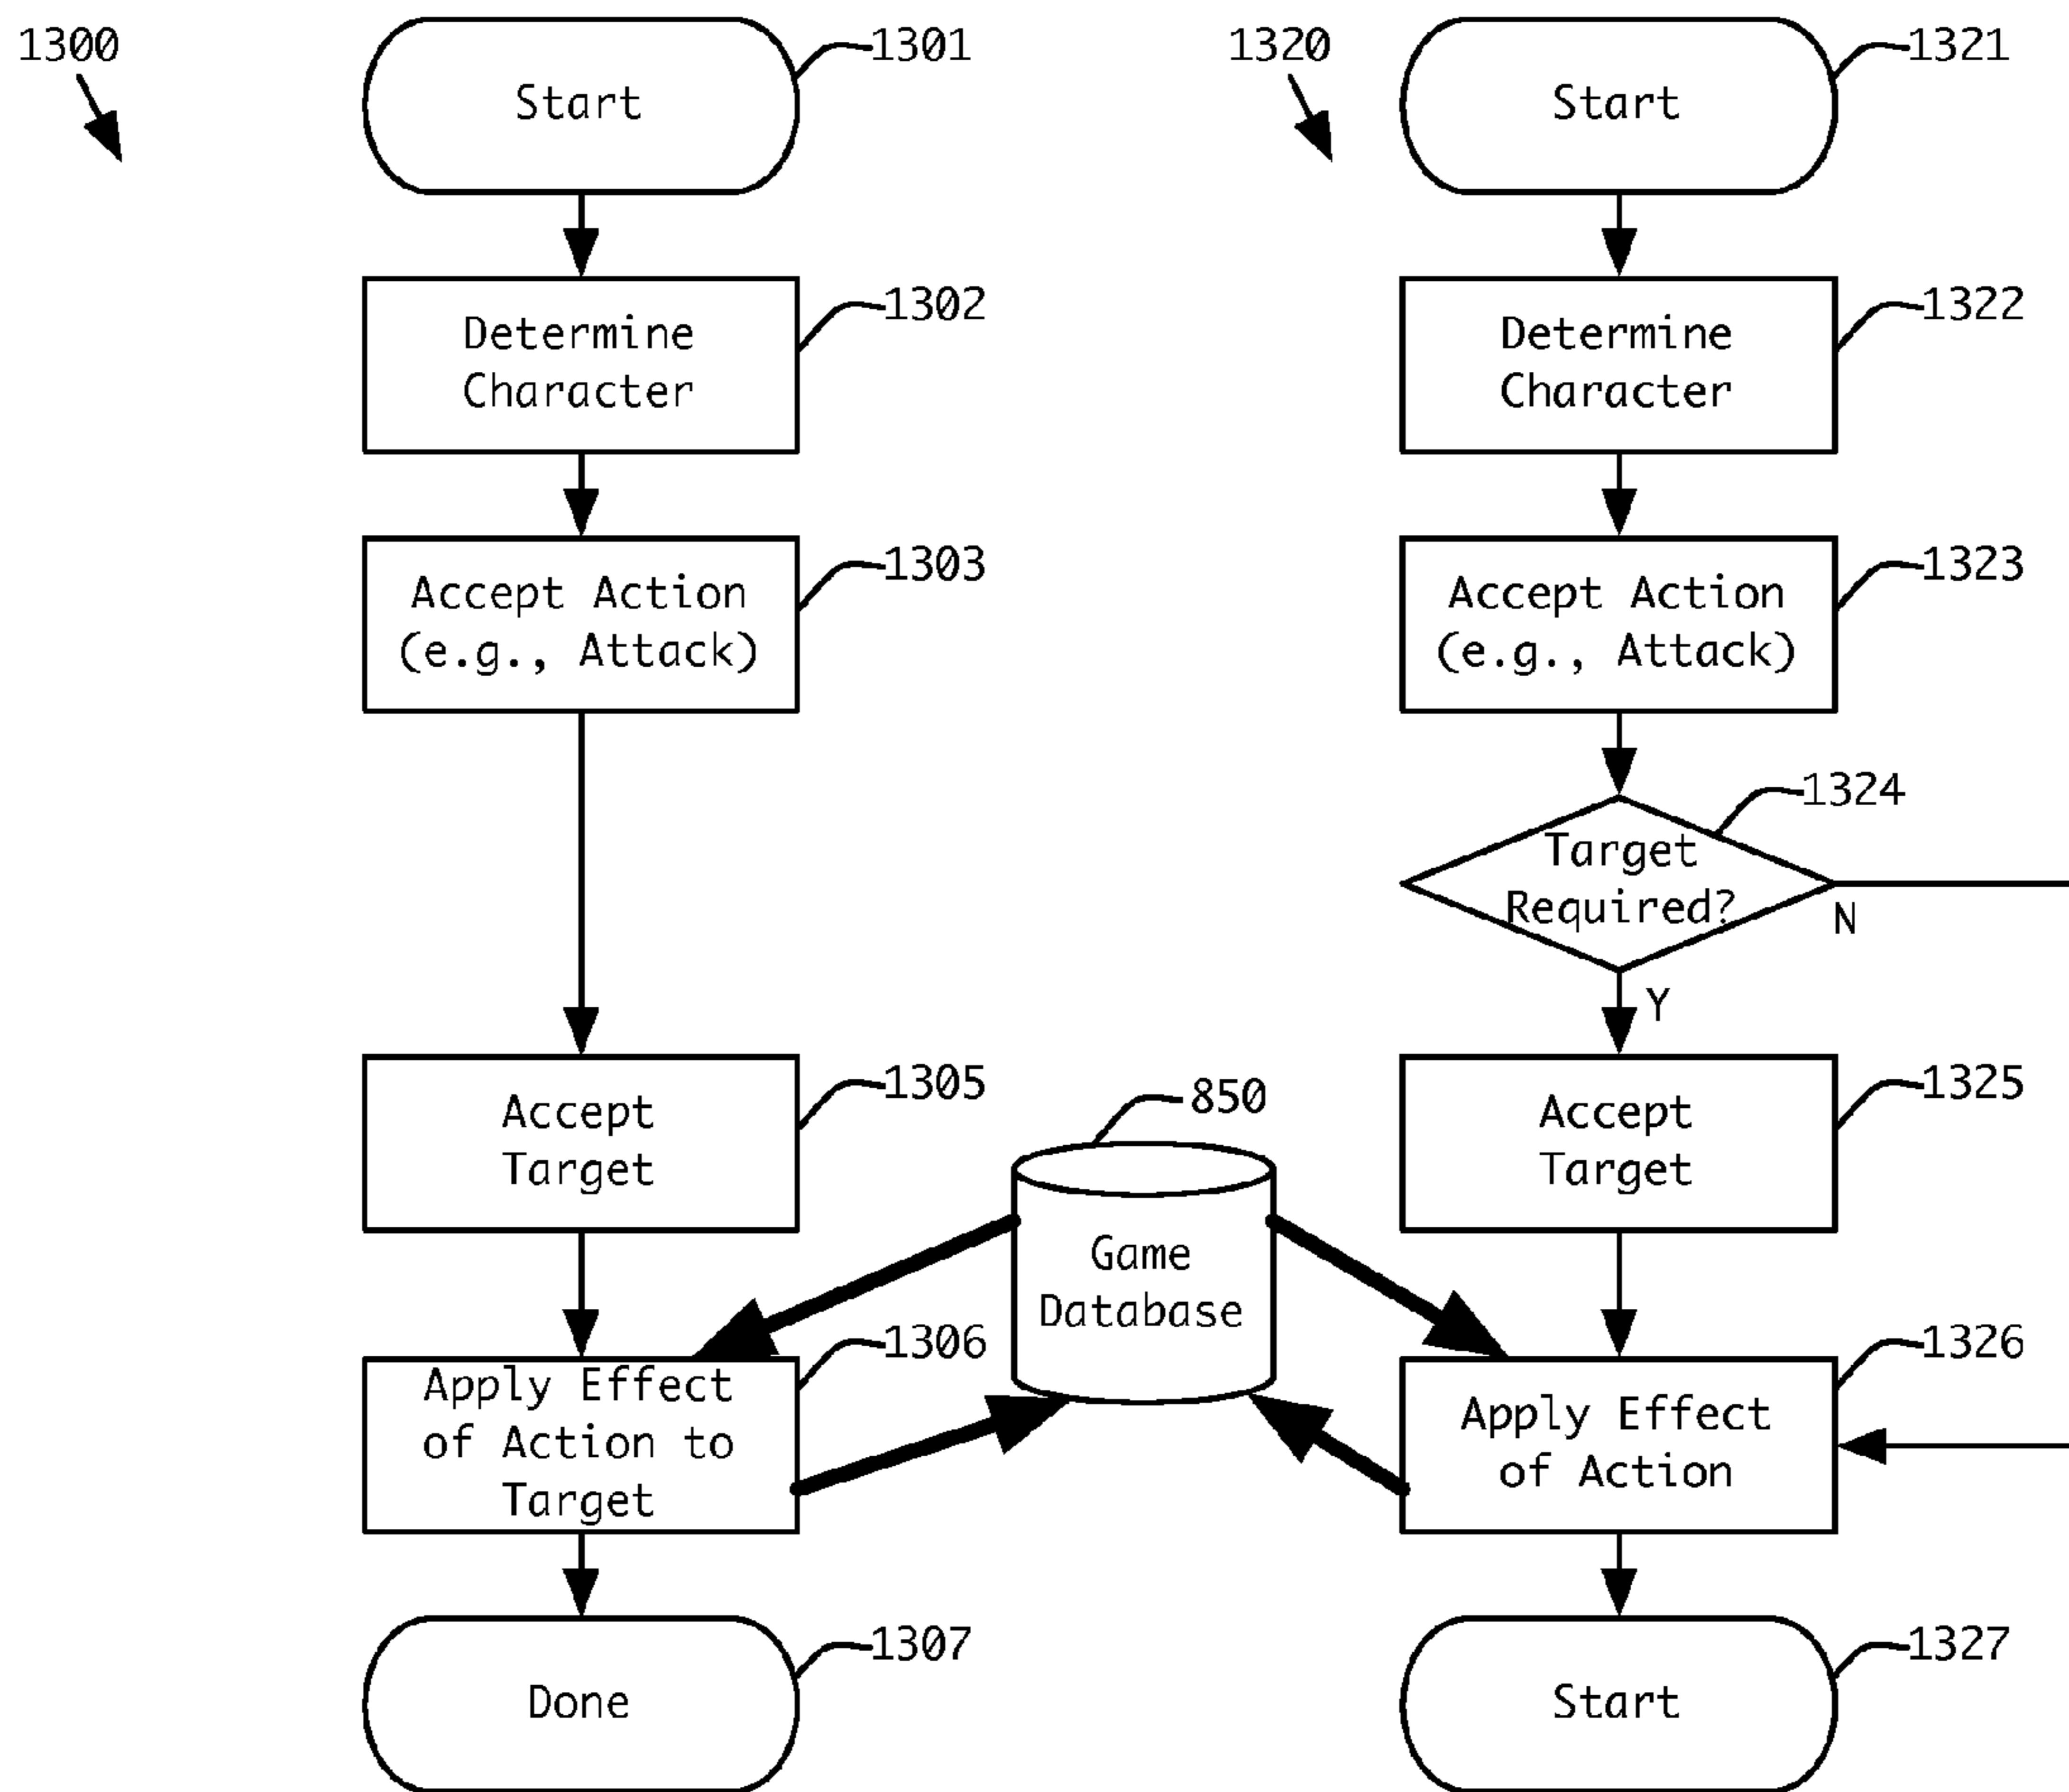 1300
1301
Start
Determine
Character
1302
Accept Action
(e.g., Attack)
1303
Accept
Target
1305
Apply Effect
of Action to
Target
1306
Done
1307
850
Game
Database
1320
1321
Start
Determine
Character
1322
Accept Action
(e.g., Attack)
1323
1324
Target
Required?
N
Y
Accept
Target
1325
Apply Effect
of Action
1326
Start
1327